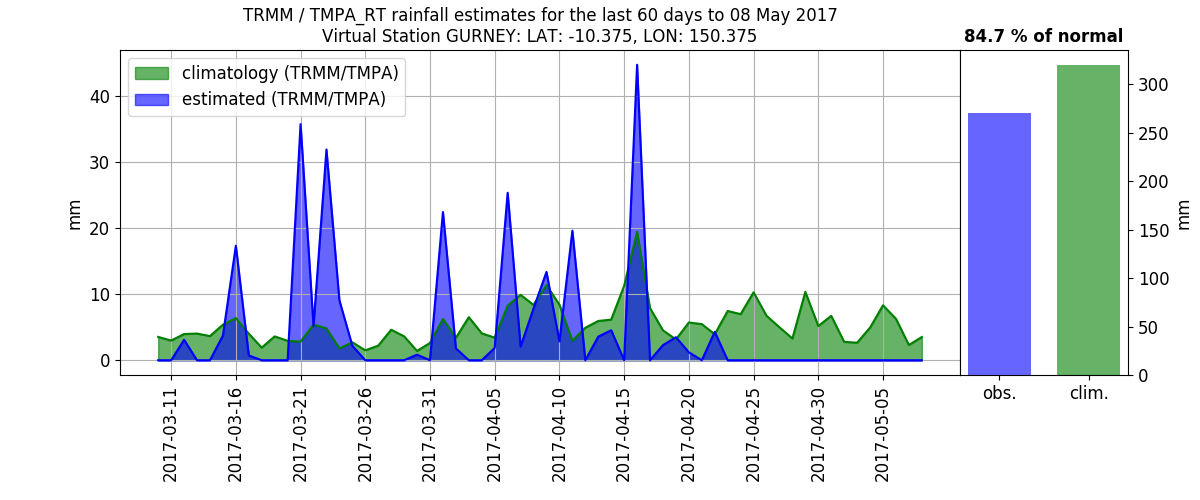 TRMM / TMPA_RT rainfall estimates for the last 60 days to 08 May 2017
Virtual Station GURNEY: LAT: -10.375, LON: 150.375
84.7 % of normal
climatology (TRMM/TMPA)
estimated (TRMM/TMPA)
mm
40
30
20
10
0
2017-03-11
2017-03-16
2017-03-21
2017-03-26
2017-03-31
2017-04-05
2017-04-10
2017-04-15
2017-04-20
2017-04-25
2017-04-30
2017-05-05
obs.
clim.
300
250
200
150
100
50
0
mm